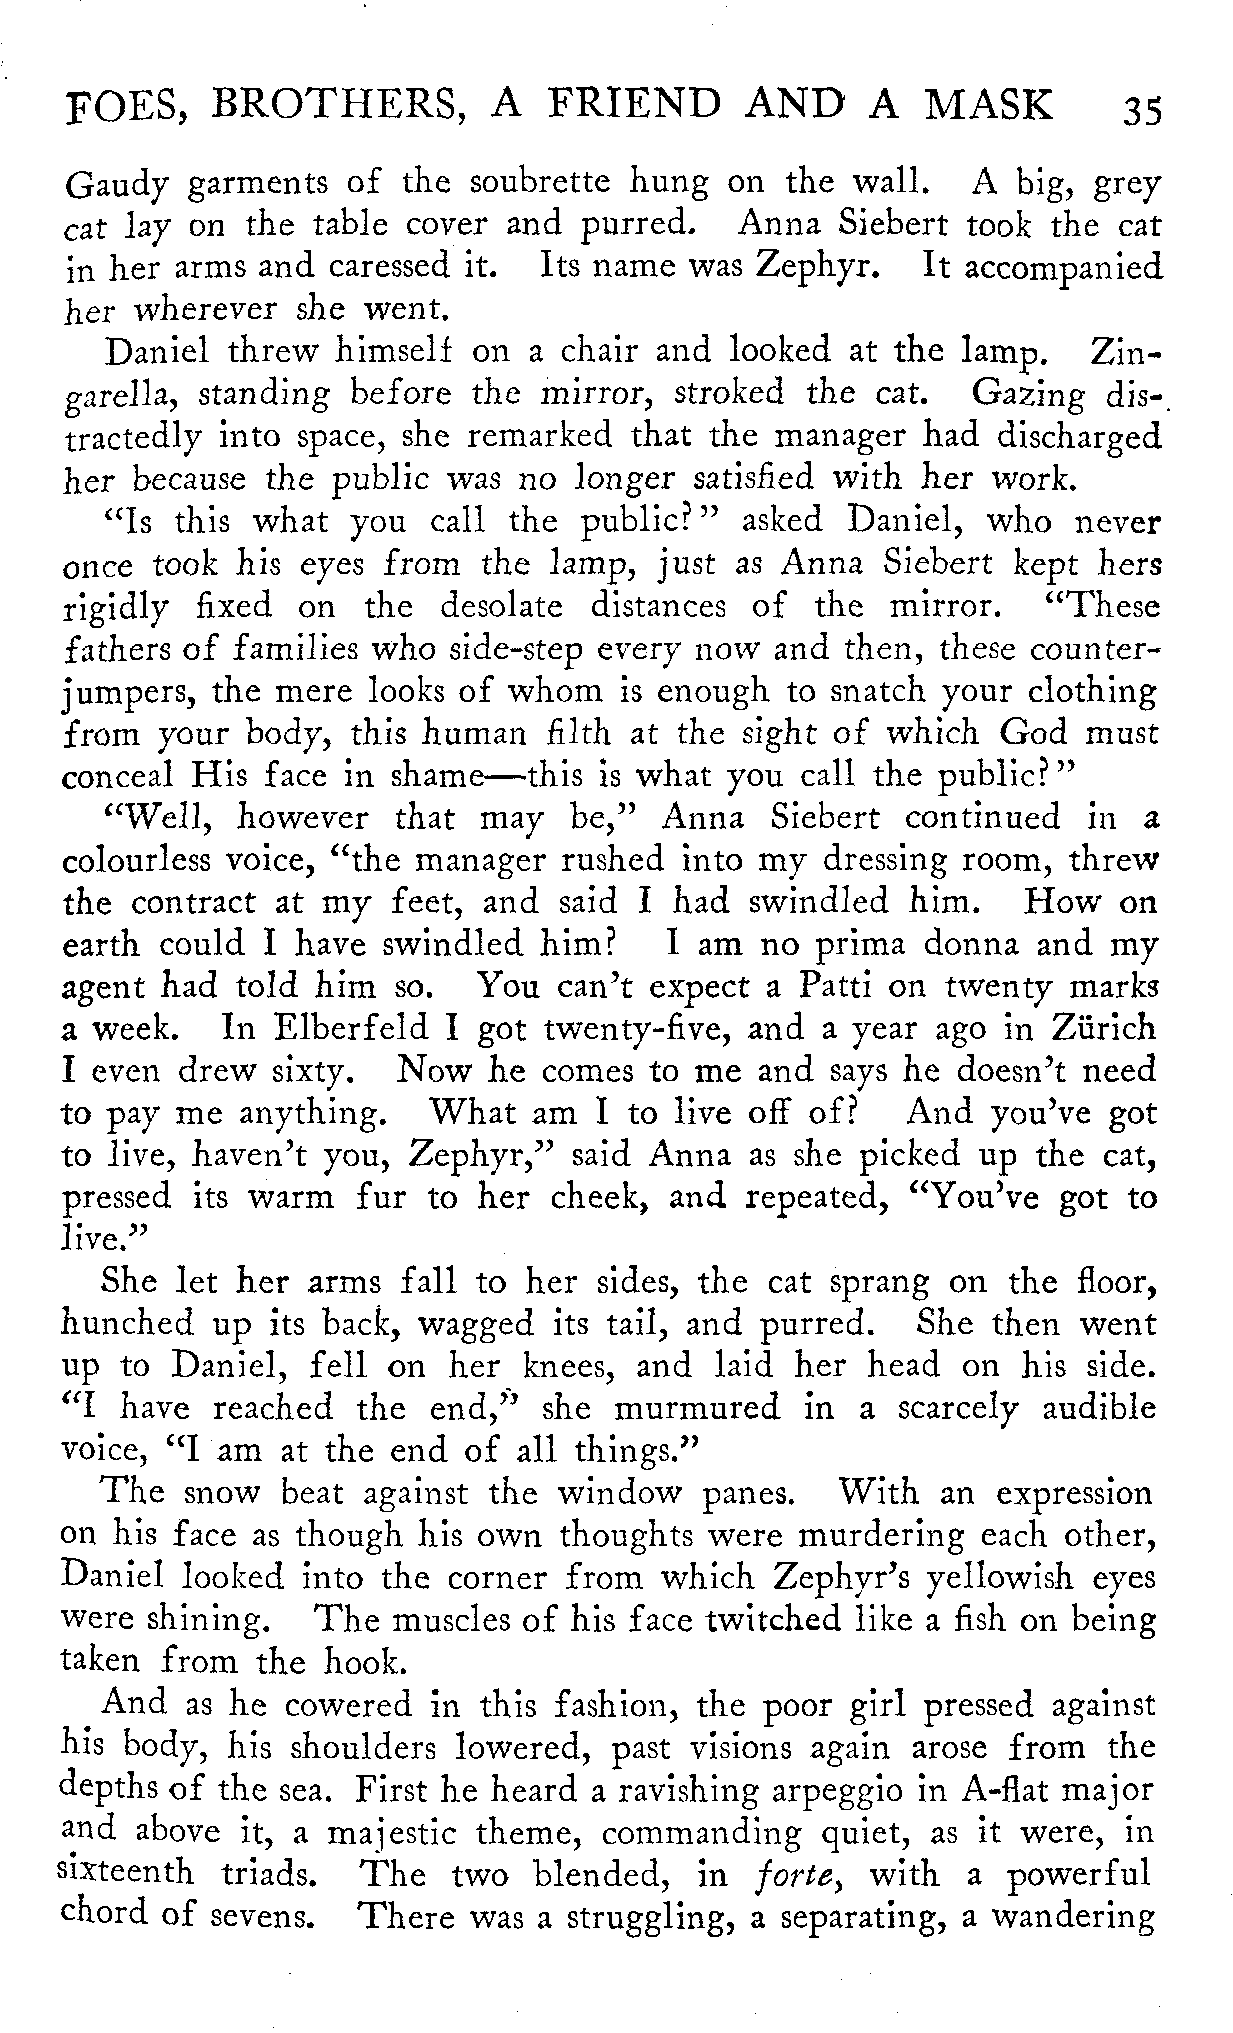 FOES, BROTHERS, A FRIEND AND A MASK 35
Gaudy garments of the soubrette hung on the wall. A big, grey
cat lay on the table cover and purred. Anna Siebert took the cat
in her arms and caressed it. Its name was Zephyr. It accompanied
her wherever she went.
Daniel threw himself on a chair and looked at the lamp. Zin-
garella, standing before the mirror, stroked the cat. Gazing dis-
tractedly into space, she remarked that the manager had discharged
her because the public was no longer satisfied with her work.
"Is this what you call the public?" asked Daniel, who never
once took his eyes from the lamp, just as Anna Siebert kept hers
rigidly fixed on the desolate distances of the mirror. "These
fathers of families who side-step every now and then, these counter-
jumpers, the mere looks of whom is enough to snatch your clothing
from your body, this human filth at the sight of which God must
conceal His face in shame—this is what you call the public?"
"Well, however that may be," Anna Siebert continued in a
colourless voice, "the manager rushed into my dressing room, threw
the contract at my feet, and said I had swindled him. How on
earth could I have swindled him? I am no prima donna and my
agent had told him so. You can't expect a Patti on twenty marks
a week. In Elberfeld I got twenty-five, and a year ago in Zürich
I even drew sixty. Now he comes to me and says he doesn't need
to pay me anything. What am I to live off of? And you've got
to live, haven't you, Zephyr," said Anna as she picked up the cat,
pressed its warm fur to her cheek, and repeated, "You've got to
live."
She let her arms fall to her sides, the cat sprang on the floor,
hunched up its back, wagged its tail, and purred. She then went
up to Daniel, fell on her knees, and laid her head on his side.
"I have reached the end," she murmured in a scarcely audible
voice, "I am at the end of all things."
The snow beat against the window panes. With an expression
on his face as though his own thoughts were murdering each other,
Daniel looked into the corner from which Zephyr's yellowish eyes
were shining. The muscles of his face twitched like a fish on being
taken from the hook.
And as he cowered in this fashion, the poor girl pressed against
his body, his shoulders lowered, past visions again arose from the
depths of the sea. First he heard a ravishing arpeggio in A-flat major
and above it, a majestic theme, commanding quiet, as it were, in
sixteenth triads. The two blended, in forte, with a powerful
chord of sevens. There was a struggling, a separating, a wandering